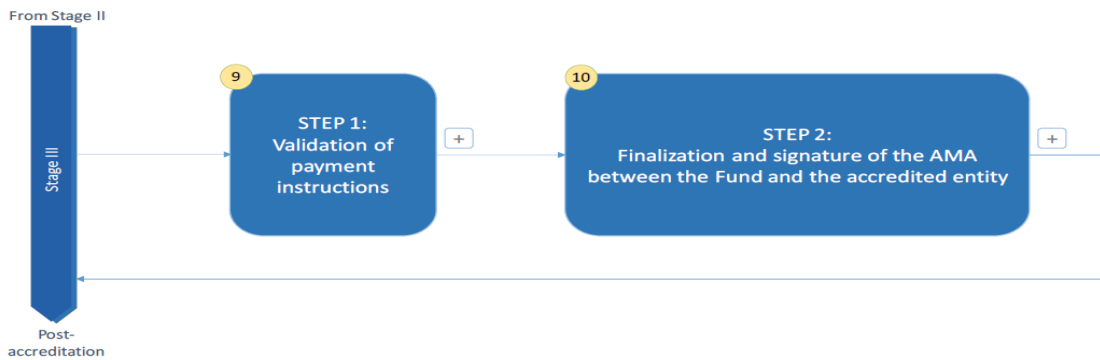 From Stage II
Stage III
9
STEP 1:
Validation of
payment
instructions
+
10
STEP 2:
Finalization and signature of the AMA
between the Fund and the accredited entity
+
Post-
accreditation